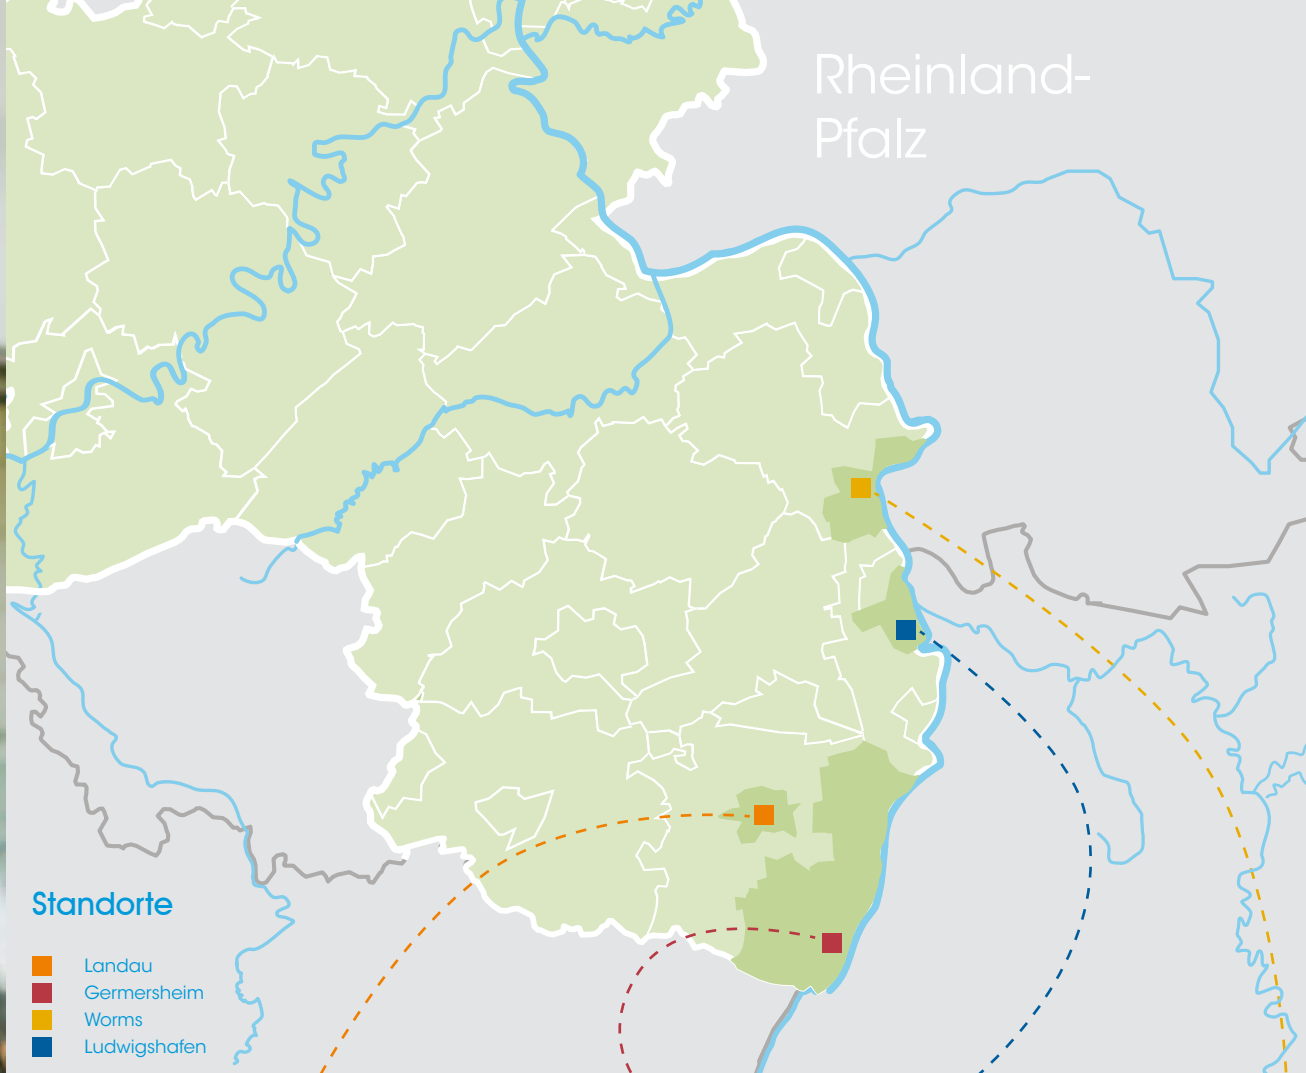 Rheinland-
Pfalz
Standorte
Landau
Germersheim
Worms
Ludwigshafen